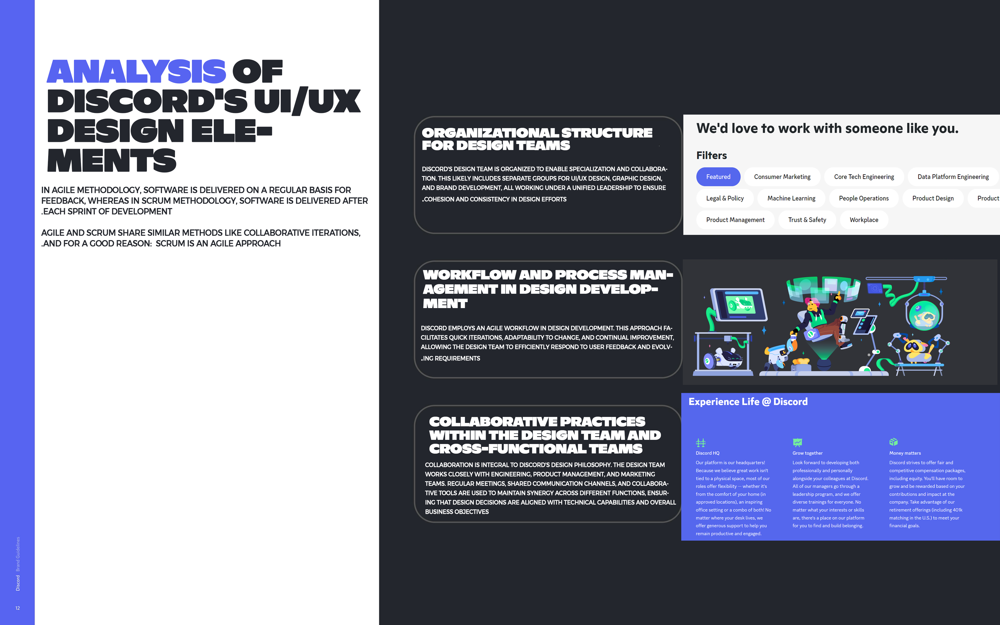 ANALYSIS OF
DISCORD'S UI/UX
DESIGN ELE-
MENTS
IN AGILE METHODOLOGY, SOFTWARE IS DELIVERED ON A REGULAR BASIS FOR
FEEDBACK, WHEREAS IN SCRUM METHODOLOGY, SOFTWARE IS DELIVERED AFTER
.EACH SPRINT OF DEVELOPMENT
AGILE AND SCRUM SHARE SIMILAR METHODS LIKE COLLABORATIVE ITERATIONS,
.AND FOR A GOOD REASON:  SCRUM IS AN AGILE APPROACH
Discord Brand Guidelines
12
ORGANIZATIONAL STRUCTURE
FOR DESIGN TEAMS
DISCORD'S DESIGN TEAM IS ORGANIZED TO ENABLE SPECIALIZATION AND COLLABORA-
TION. THIS LIKELY INCLUDES SEPARATE GROUPS FOR UI/UX DESIGN, GRAPHIC DESIGN,
AND BRAND DEVELOPMENT, ALL WORKING UNDER A UNIFIED LEADERSHIP TO ENSURE
.COHESION AND CONSISTENCY IN DESIGN EFFORTS
We'd love to work with someone like you.
Filters
Featured Consumer Marketing Core Tech Engineering Data Platform Engineering
Legal & Policy Machine Learning People Operations Product Design Product
Product Management Trust & Safety Workplace
WORKFLOW AND PROCESS MAN-
AGEMENT IN DESIGN DEVELOP-
MENT
DISCORD EMPLOYS AN AGILE WORKFLOW IN DESIGN DEVELOPMENT. THIS APPROACH FA-
CILITATES QUICK ITERATIONS, ADAPTABILITY TO CHANGE, AND CONTINUAL IMPROVEMENT,
ALLOWING THE DESIGN TEAM TO EFFICIENTLY RESPOND TO USER FEEDBACK AND EVOLV-
.ING REQUIREMENTS
COLLABORATIVE PRACTICES
WITHIN THE DESIGN TEAM AND
CROSS-FUNCTIONAL TEAMS
COLLABORATION IS INTEGRAL TO DISCORD'S DESIGN PHILOSOPHY. THE DESIGN TEAM
WORKS CLOSELY WITH ENGINEERING, PRODUCT MANAGEMENT, AND MARKETING
TEAMS. REGULAR MEETINGS, SHARED COMMUNICATION CHANNELS, AND COLLABORA-
TIVE TOOLS ARE USED TO MAINTAIN SYNERGY ACROSS DIFFERENT FUNCTIONS, ENSUR-
ING THAT DESIGN DECISIONS ARE ALIGNED WITH TECHNICAL CAPABILITIES AND OVERALL
BUSINESS OBJECTIVES
Experience Life @ Discord
Discord HQ
Our platform is our headquarters!
Because we believe great work isn't
tied to a physical space, most of our
roles offer flexibility — whether it's
from the comfort of your home (in
approved locations), an inspiring
office setting or a combo of both! No
matter where your desk lives, we
offer generous support to help you
remain productive and engaged.
Grow together
Look forward to developing both
professionally and personally
alongside your colleagues at Discord.
All of our managers go through a
leadership program, and we offer
diverse trainings for everyone. No
matter what your interests or skills
are, there's a place on our platform
for you to find and build belonging.
Money matters
Discord strives to offer fair and
competitive compensation packages,
including equity. You'll have room to
grow and be rewarded based on your
contributions and impact at the
company. Take advantage of our
retirement offerings (including 401k
matching in the U.S.) to meet your
financial goals.